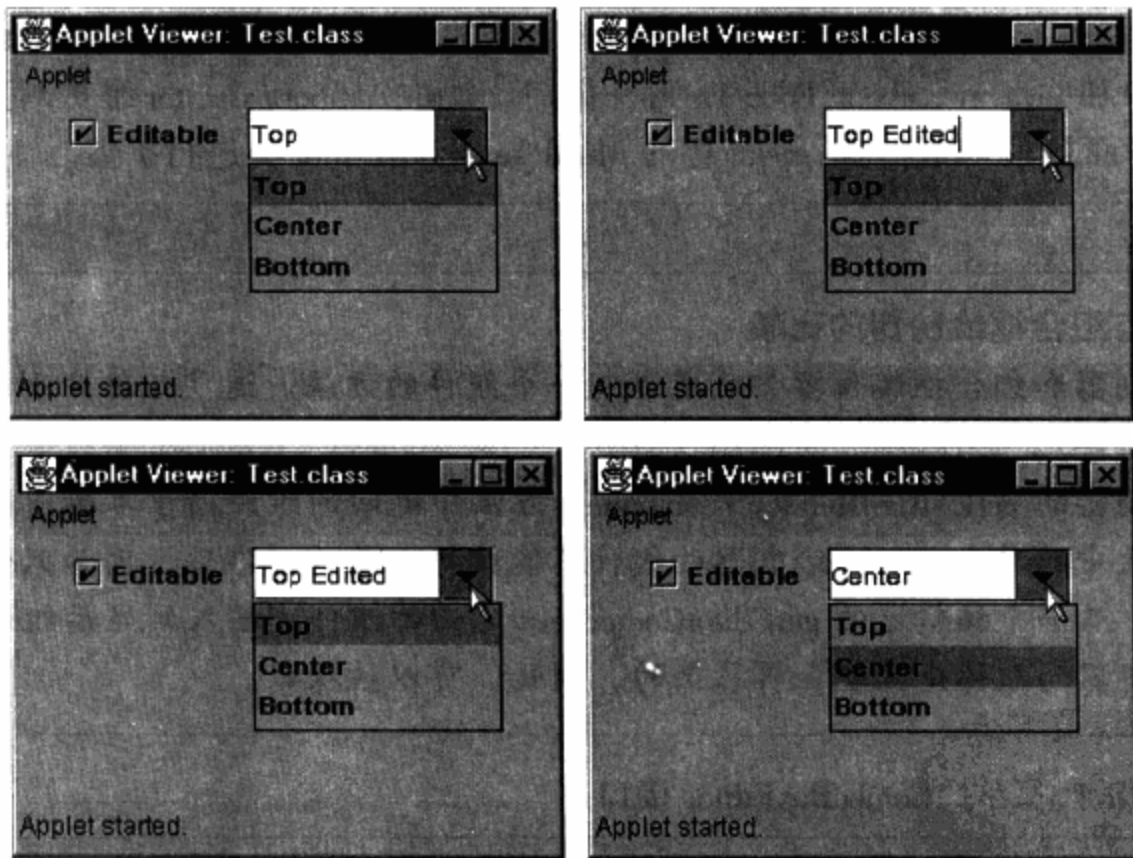 Applet Viewer: Test.class
Applet
Editable
Top
Top
Center
Bottom
Applet started.
Applet Viewer: Test.class
Applet
Editable
Top Edited
Top
Center
Bottom
Applet started.
Applet Viewer: Test.class
Applet
Editable
Top Edited
Top
Center
Bottom
Applet started.
Applet Viewer: Test.class
Applet
Editable
Center
Top
Center
Bottom
Applet started.